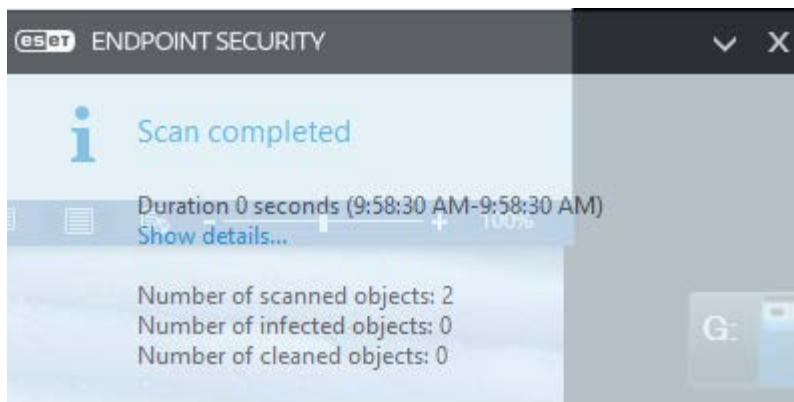 eset ENDPOINT SECURITY
Scan completed
Duration 0 seconds (9:58:30 AM-9:58:30 AM)
100%
Show details...
Number of scanned objects: 2
Number of infected objects: 0
Number of cleaned objects: 0
G: